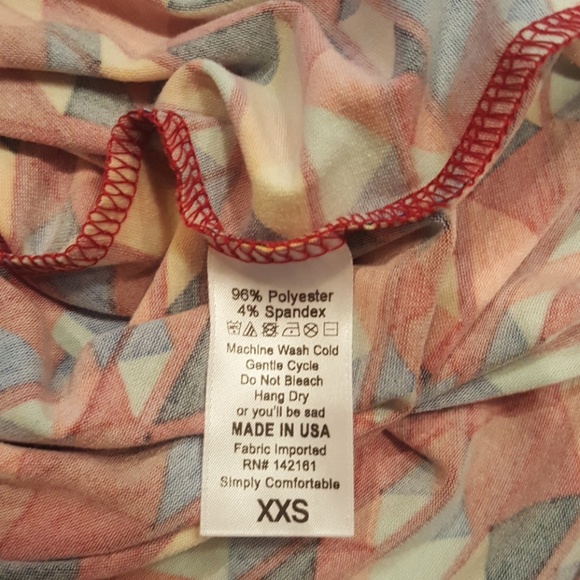 96% Polyester
4% Spandex
Machine Wash Cold
Gentle Cycle
Do Not Bleach
Hang Dry
or you'll be sad
MADE IN USA
Fabric Imported
RN# 142161
Simply Comfortable
XXS